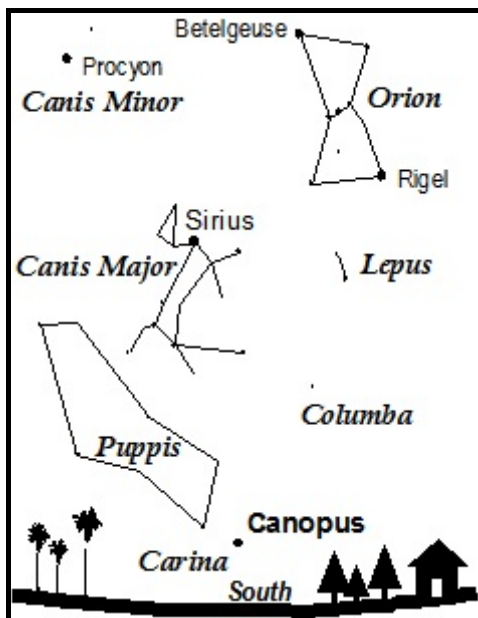 Betelgeuse
Procyon
Canis Minor
Orion
Rigel
Sirius
Canis Major
Lepus
Columba
Puppis
Canopus
Carina
South